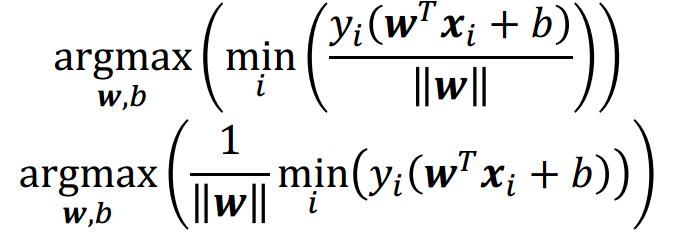 argmax_{𝒘,b} ( min_i ( y_i(𝒘^T 𝒙_i + b) / ‖𝒘‖ ) )
argmax_{𝒘,b} ( 1 / ‖𝒘‖ min_i (y_i(𝒘^T 𝒙_i + b)) )